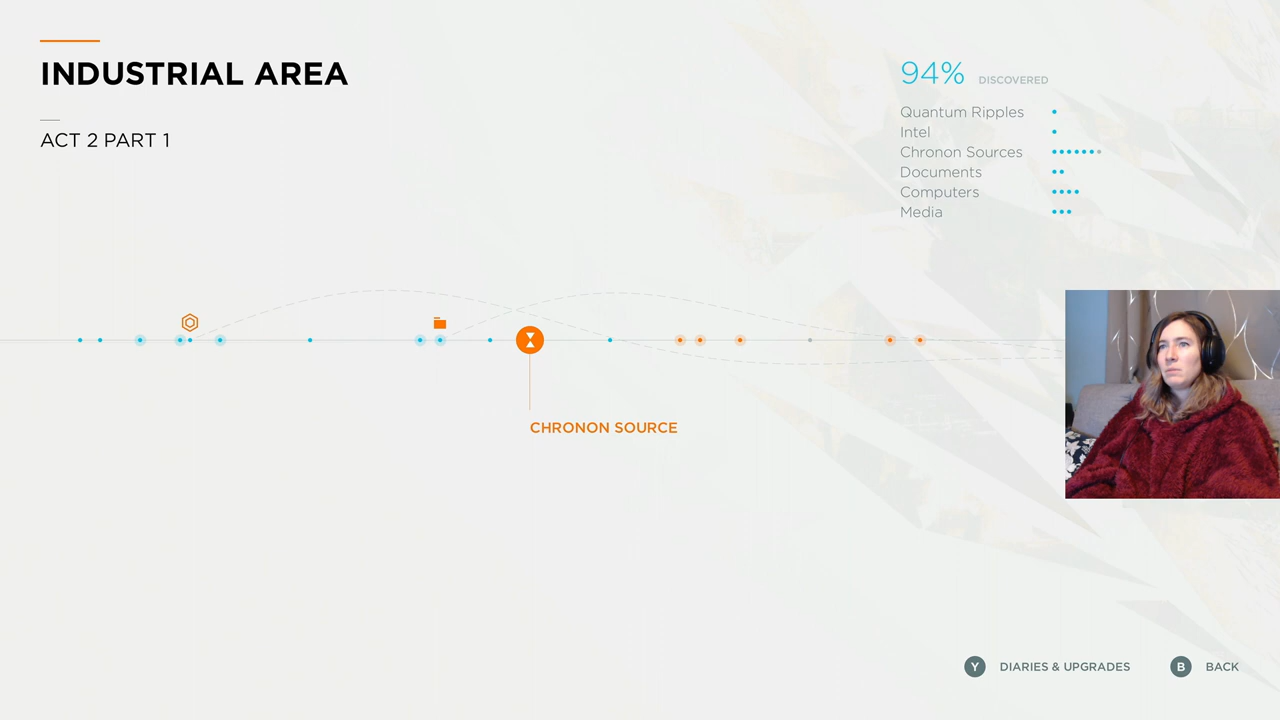 INDUSTRIAL AREA
ACT 2 PART 1
94% DISCOVERED
Quantum Ripples
Intel
Chronon Sources
Documents
Computers
Media
CHRONON SOURCE
Y DIARIES & UPGRADES B BACK